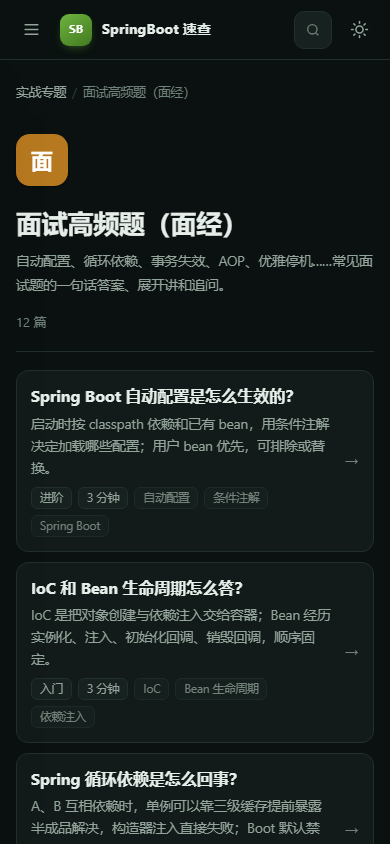 SB SpringBoot 速查
实战专题 / 面试高频题（面经）
面
面试高频题（面经）
自动配置、循环依赖、事务失效、AOP、优雅停机……常见面
试题的一句话答案、展开讲和追问。
12 篇
Spring Boot 自动配置是怎么生效的?
启动时按 classpath 依赖和已有 bean，用条件注解
决定加载哪些配置；用户 bean 优先，可排除或替
换。
→
进阶 3 分钟 自动配置 条件注解
Spring Boot
IoC 和 Bean 生命周期怎么答?
IoC 是把对象创建与依赖注入交给容器；Bean 经历
实例化、注入、初始化回调、销毁回调，顺序固
定。
→
入门 3 分钟 IoC Bean 生命周期
依赖注入
Spring 循环依赖是怎么回事?
A、B 互相依赖时，单例可以靠三级缓存提前暴露
半成品解决，构造器注入直接失败；Boot 默认禁
→